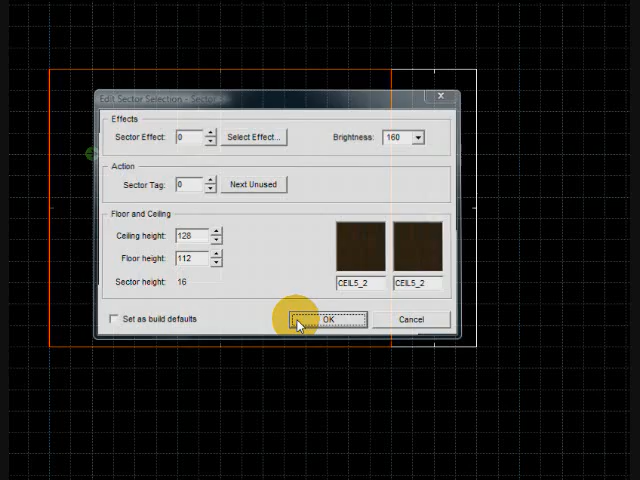 Edit Sector Selection - Sector
Effects
Sector Effect: 0 Select Effect... Brightness: 160
Action
Sector Tag: 0 Next Unused
Floor and Ceiling
Ceiling height: 128
Floor height: 112
Sector height: 16
CEIL5_2 CEIL5_2
Set as build defaults OK Cancel